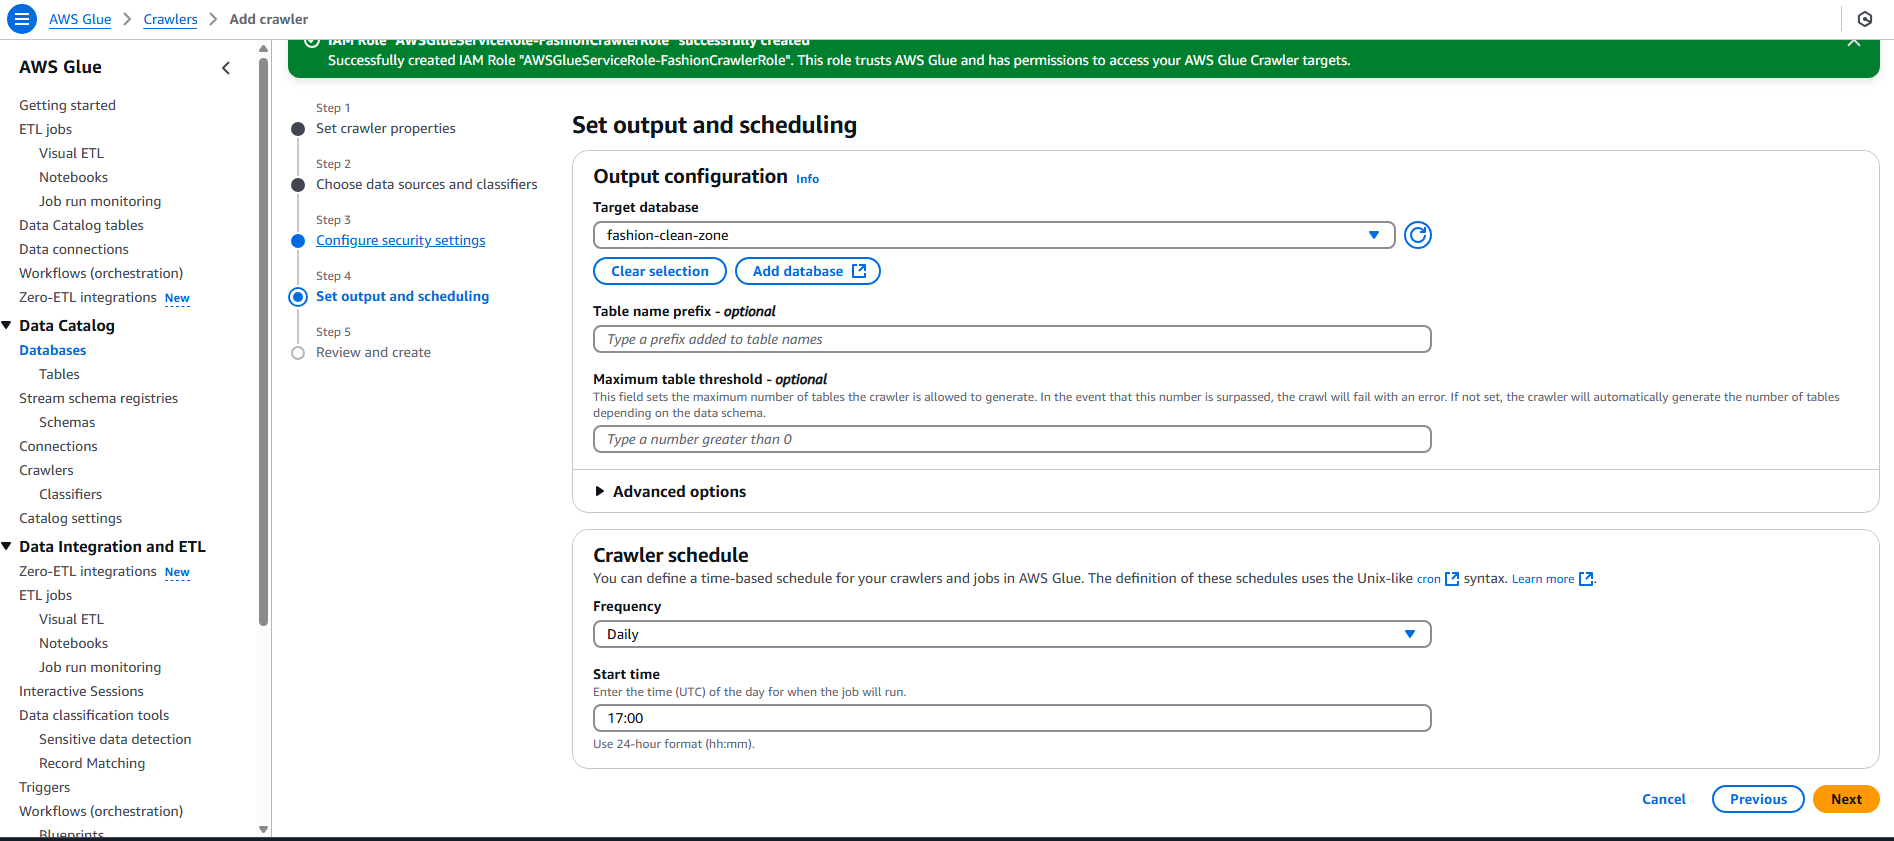 AWS Glue > Crawlers > Add crawler
AWS Glue
Getting started
ETL jobs
Visual ETL
Notebooks
Job run monitoring
Data Catalog tables
Data connections
Workflows (orchestration)
Zero-ETL integrations New
Data Catalog
Databases
Tables
Stream schema registries
Schemas
Connections
Crawlers
Classifiers
Catalog settings
Data Integration and ETL
Zero-ETL integrations New
ETL jobs
Visual ETL
Notebooks
Job run monitoring
Interactive Sessions
Data classification tools
Sensitive data detection
Record Matching
Triggers
Workflows (orchestration)
Blueprints
IAM Role "AWSGlueServiceRole-FashionCrawlerRole" successfully created
Successfully created IAM Role "AWSGlueServiceRole-FashionCrawlerRole". This role trusts AWS Glue and has permissions to access your AWS Glue Crawler targets.
Step 1
Set crawler properties
Step 2
Choose data sources and classifiers
Step 3
Configure security settings
Step 4
Set output and scheduling
Step 5
Review and create
Set output and scheduling
Output configuration Info
Target database
fashion-clean-zone
Clear selection
Add database
Table name prefix - optional
Type a prefix added to table names
Maximum table threshold - optional
This field sets the maximum number of tables the crawler is allowed to generate. In the event that this number is surpassed, the crawl will fail with an error. If not set, the crawler will automatically generate the number of tables
depending on the data schema.
Type a number greater than 0
Advanced options
Crawler schedule
You can define a time-based schedule for your crawlers and jobs in AWS Glue. The definition of these schedules uses the Unix-like cron syntax. Learn more.
Frequency
Daily
Start time
Enter the time (UTC) of the day for when the job will run.
17:00
Use 24-hour format (hh:mm).
Cancel
Previous
Next